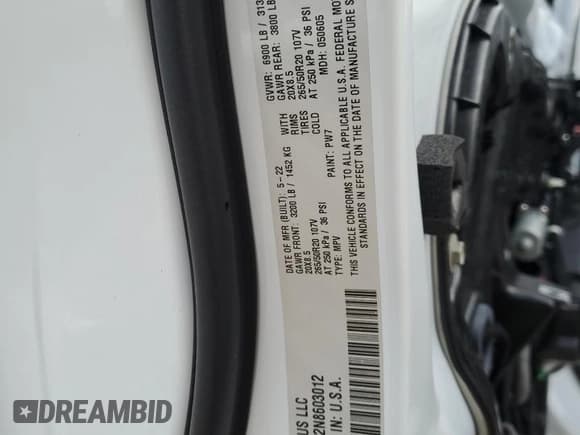 US LLC
2N8603012
IN: U.S.A.
DATE OF MFR (BUILT): 5-22 GVWR: 6900 LB / 313
GAWR FRONT: 3200 LB / 1452 KG WITH GAWR REAR: 3800 LB
20X8.5 RIMS 20X8.5
265/50R20 107V TIRES 265/50R20 107V
AT 250 kPa / 36 PSI COLD AT 250 kPa / 36 PSI
TYPE: MPV PAINT: PW7 MDH: 050605
THIS VEHICLE CONFORMS TO ALL APPLICABLE U.S.A. FEDERAL MO
STANDARDS IN EFFECT ON THE DATE OF MANUFACTURE S
DREAMBID